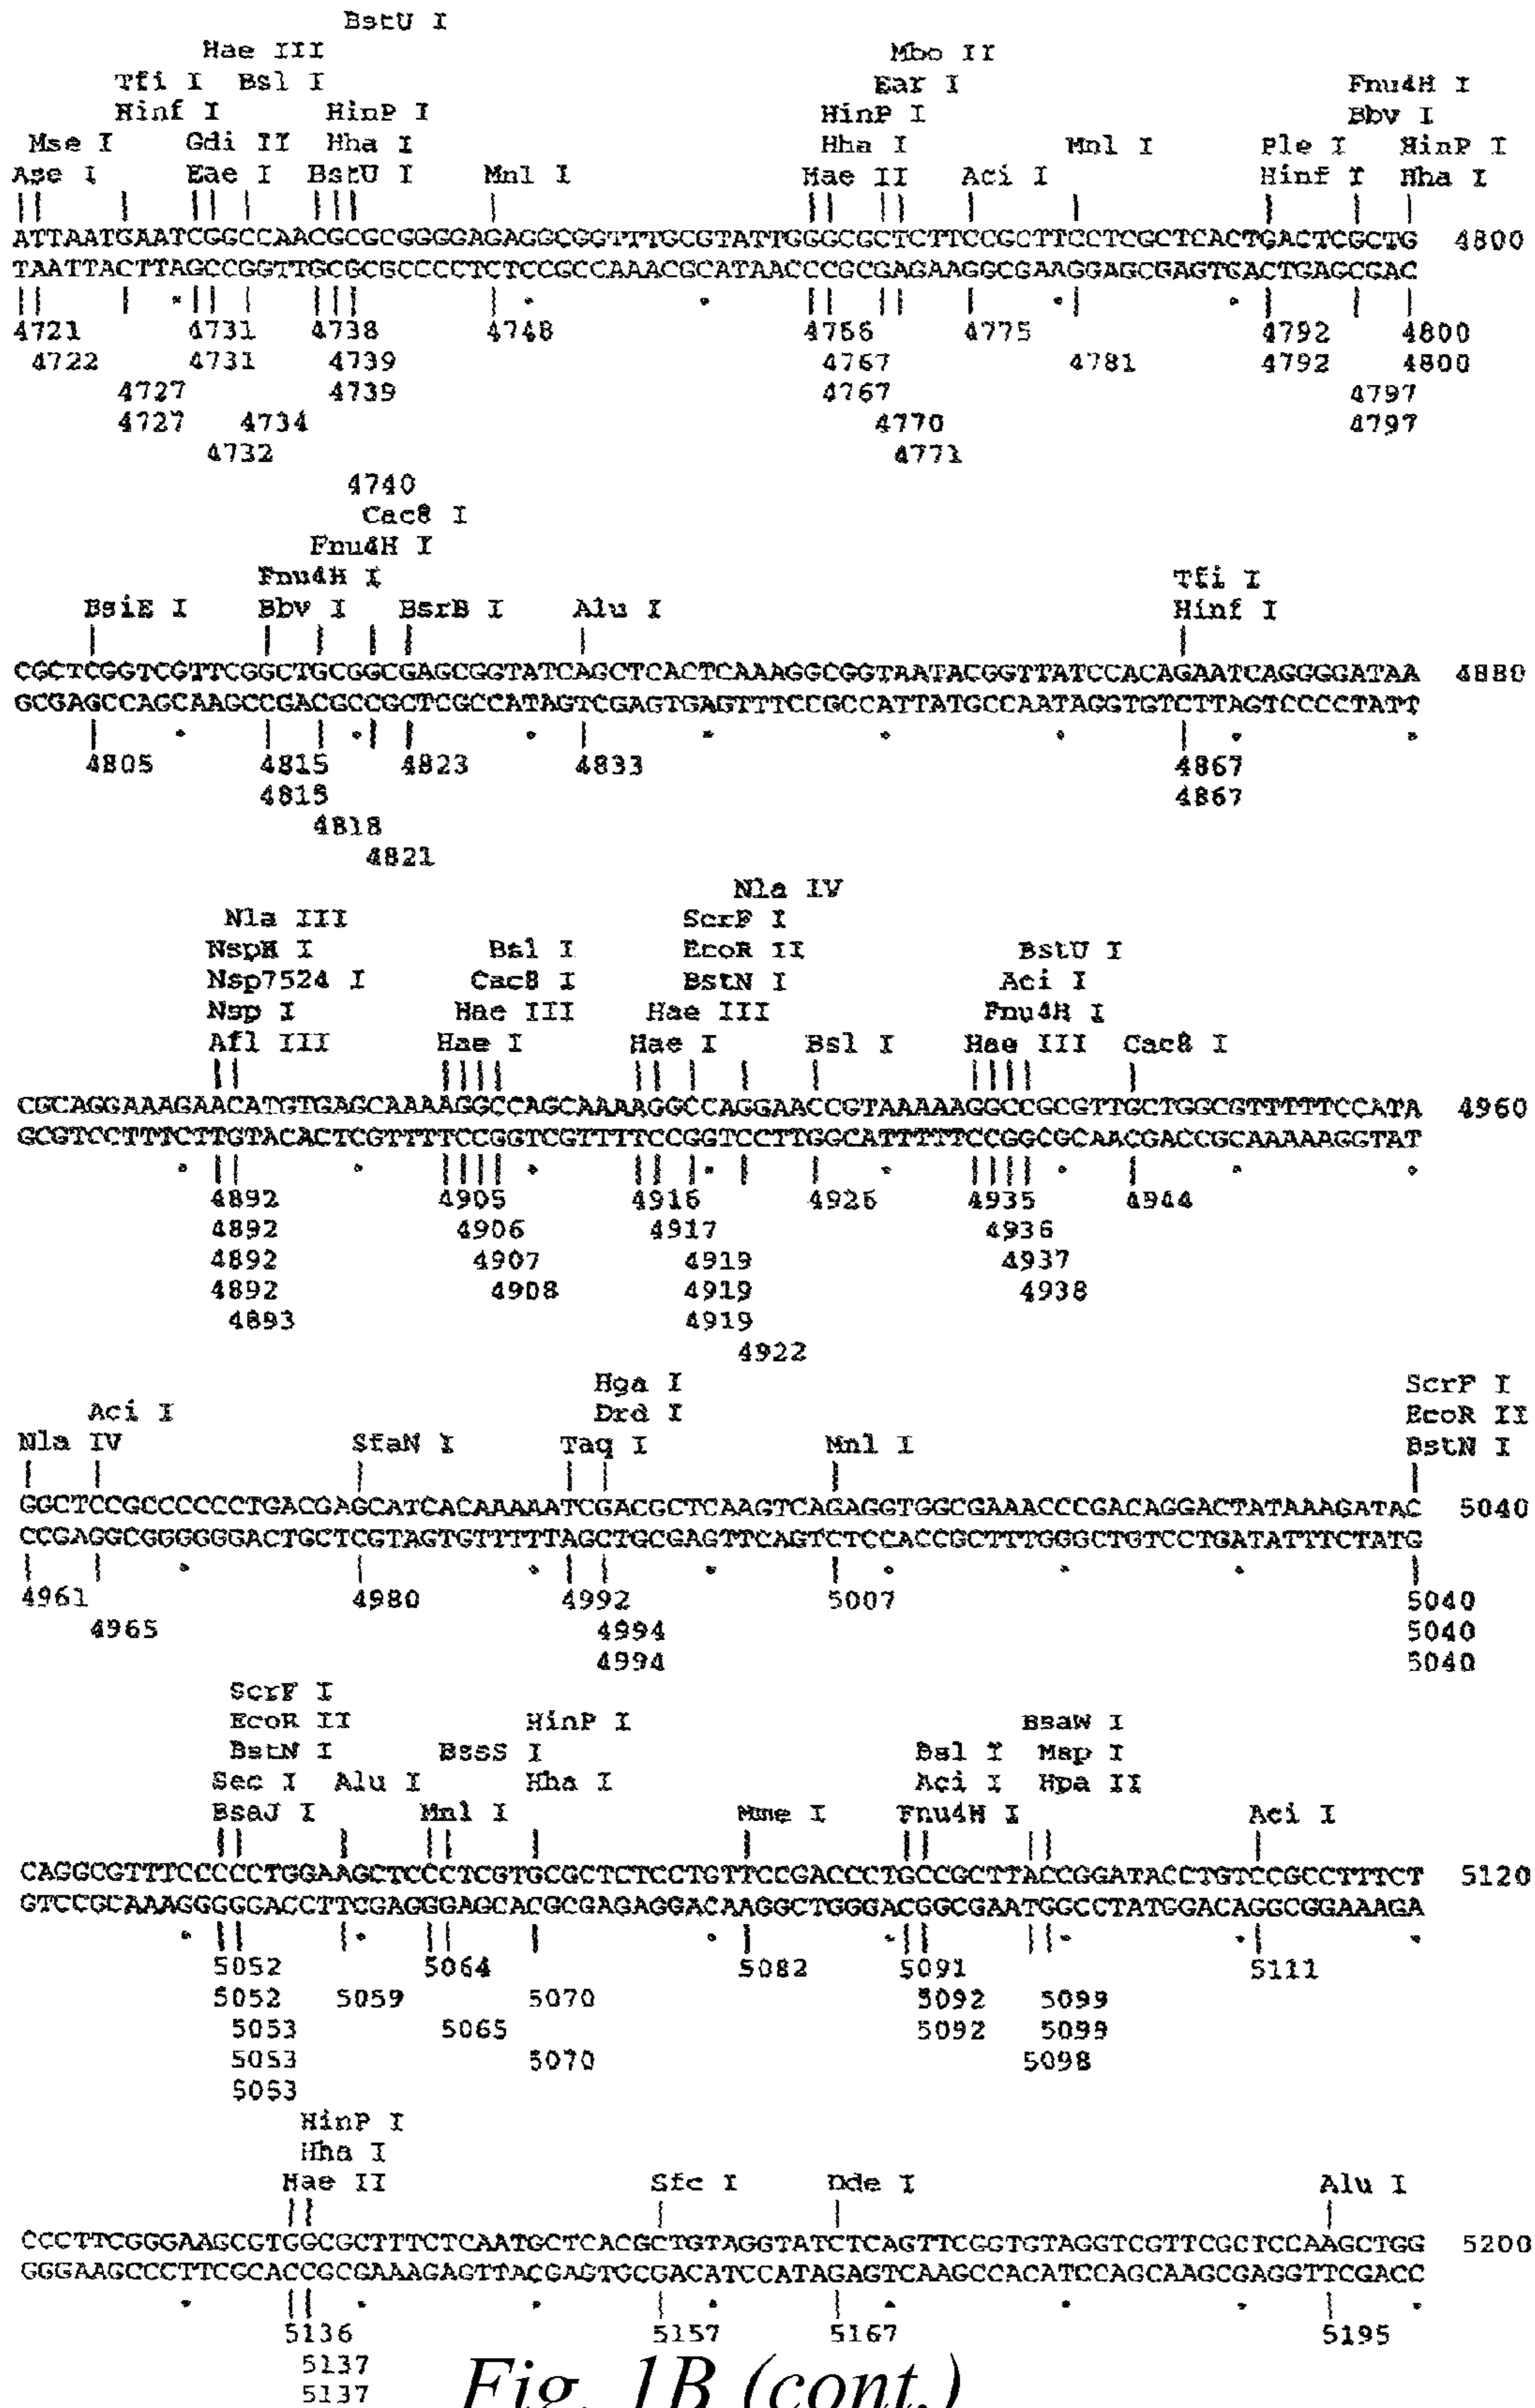 BstU I
Hae III Mbo II
Tfi I Bsl I Ear I Fnu4H I
Hinf I HinP I HinP I Bbv I
Mse I Gdi II Hha I Hha I Mnl I Ple I HinP I
Ase I Eae I BstU I Mnl I Hae II Aci I Hinf I Hha I
ATTAATGAATCGGCCAACGCGCGGGGAGAGGCGGTTTGCGTATTGGGCGCTCTTCCGCTTCCTCGCTCACTGACTCGCTG 4800
TAATTACTTAGCCGGTTGCGCGCCCCTCTCCGCCAAACGCATAACCCGCGAGAAGGCGAAGGAGCGAGTGACTGAGCGAC
4721 4731 4738 4748 4766 4775 4792 4800
4722 4731 4739 4767 4781 4792 4800
4727 4739 4767 4797
4727 4734 4770 4797
4732 4771
4740
Cac8 I
Fnu4H I
Fnu4H I Tfi I
BsiE I Bbv I BsrB I Alu I Hinf I
CGCTCGGTCGTTCGGCTGCGGCGAGCGGTATCAGCTCACTCAAAGGCGGTAATACGGTTATCCACAGAATCAGGGGATAA 4880
GCGAGCCAGCAAGCCGACGCCGCTCGCCATAGTCGAGTGAGTTTCCGCCATTATGCCAATAGGTGTCTTAGTCCCCTATT
4805 4815 4823 4833 4867
4815 4867
4818
4821
Nla IV
Nla III ScrF I
NspH I Bsl I EcoR II BstU I
Nsp7524 I Cac8 I BstN I Aci I
Nsp I Hae III Hae III Fnu4H I
Afl III Hae I Hae I Bsl I Hae III Cac8 I
CGCAGGAAAGAACATGTGAGCAAAAGGCCAGCAAAAGGCCAGGAACCGTAAAAAGGCCGCGTTGCTGGCGTTTTTCCATA 4960
GCGTCCTTTCTTGTACACTCGTTTTCCGGTCGTTTTCCGGTCCTTGGCATTTTTCCGGCGCAACGACCGCAAAAAGGTAT
4892 4905 4916 4926 4935 4944
4892 4906 4917 4936
4892 4907 4919 4937
4892 4908 4919 4938
4893 4919
4922
Hga I ScrF I
Aci I Drd I EcoR II
Nla IV SfaN I Taq I Mnl I BstN I
GGCTCCGCCCCCCTGACGAGCATCACAAAAATCGACGCTCAAGTCAGAGGTGGCGAAACCCGACAGGACTATAAAGATAC 5040
CCGAGGCGGGGGGACTGCTCGTAGTGTTTTTAGCTGCGAGTTCAGTCTCCACCGCTTTGGGCTGTCCTGATATTTCTATG
4961 4980 4992 5007 5040
4965 4994 5040
4994 5040
ScrF I
EcoR II HinP I BsaW I
BstN I BssS I Bsl I Msp I
Sec I Alu I Hha I Aci I Hpa II
BsaJ I Mnl I Mme I Fnu4H I Aci I
CAGGCGTTTCCCCCTGGAAGCTCCCTCGTGCGCTCTCCTGTTCCGACCCTGCCGCTTACCGGATACCTGTCCGCCTTTCT 5120
GTCCGCAAAGGGGGACCTTCGAGGGAGCACGCGAGAGGACAAGGCTGGGACGGCGAATGGCCTATGGACAGGCGGAAAGA
5052 5064 5082 5091 5111
5052 5059 5070 5092 5099
5053 5065 5092 5099
5053 5070 5098
5053
HinP I
Hha I
Hae II Sfc I Dde I Alu I
CCCTTCGGGAAGCGTGGCGCTTTCTCAATGCTCACGCTGTAGGTATCTCAGTTCGGTGTAGGTCGTTCGCTCCAAGCTGG 5200
GGGAAGCCCTTCGCACCGCGAAAGAGTTACGAGTGCGACATCCATAGAGTCAAGCCACATCCAGCAAGCGAGGTTCGACC
5136 5157 5167 5195
5137
5137
Fig. 1B (cont.)